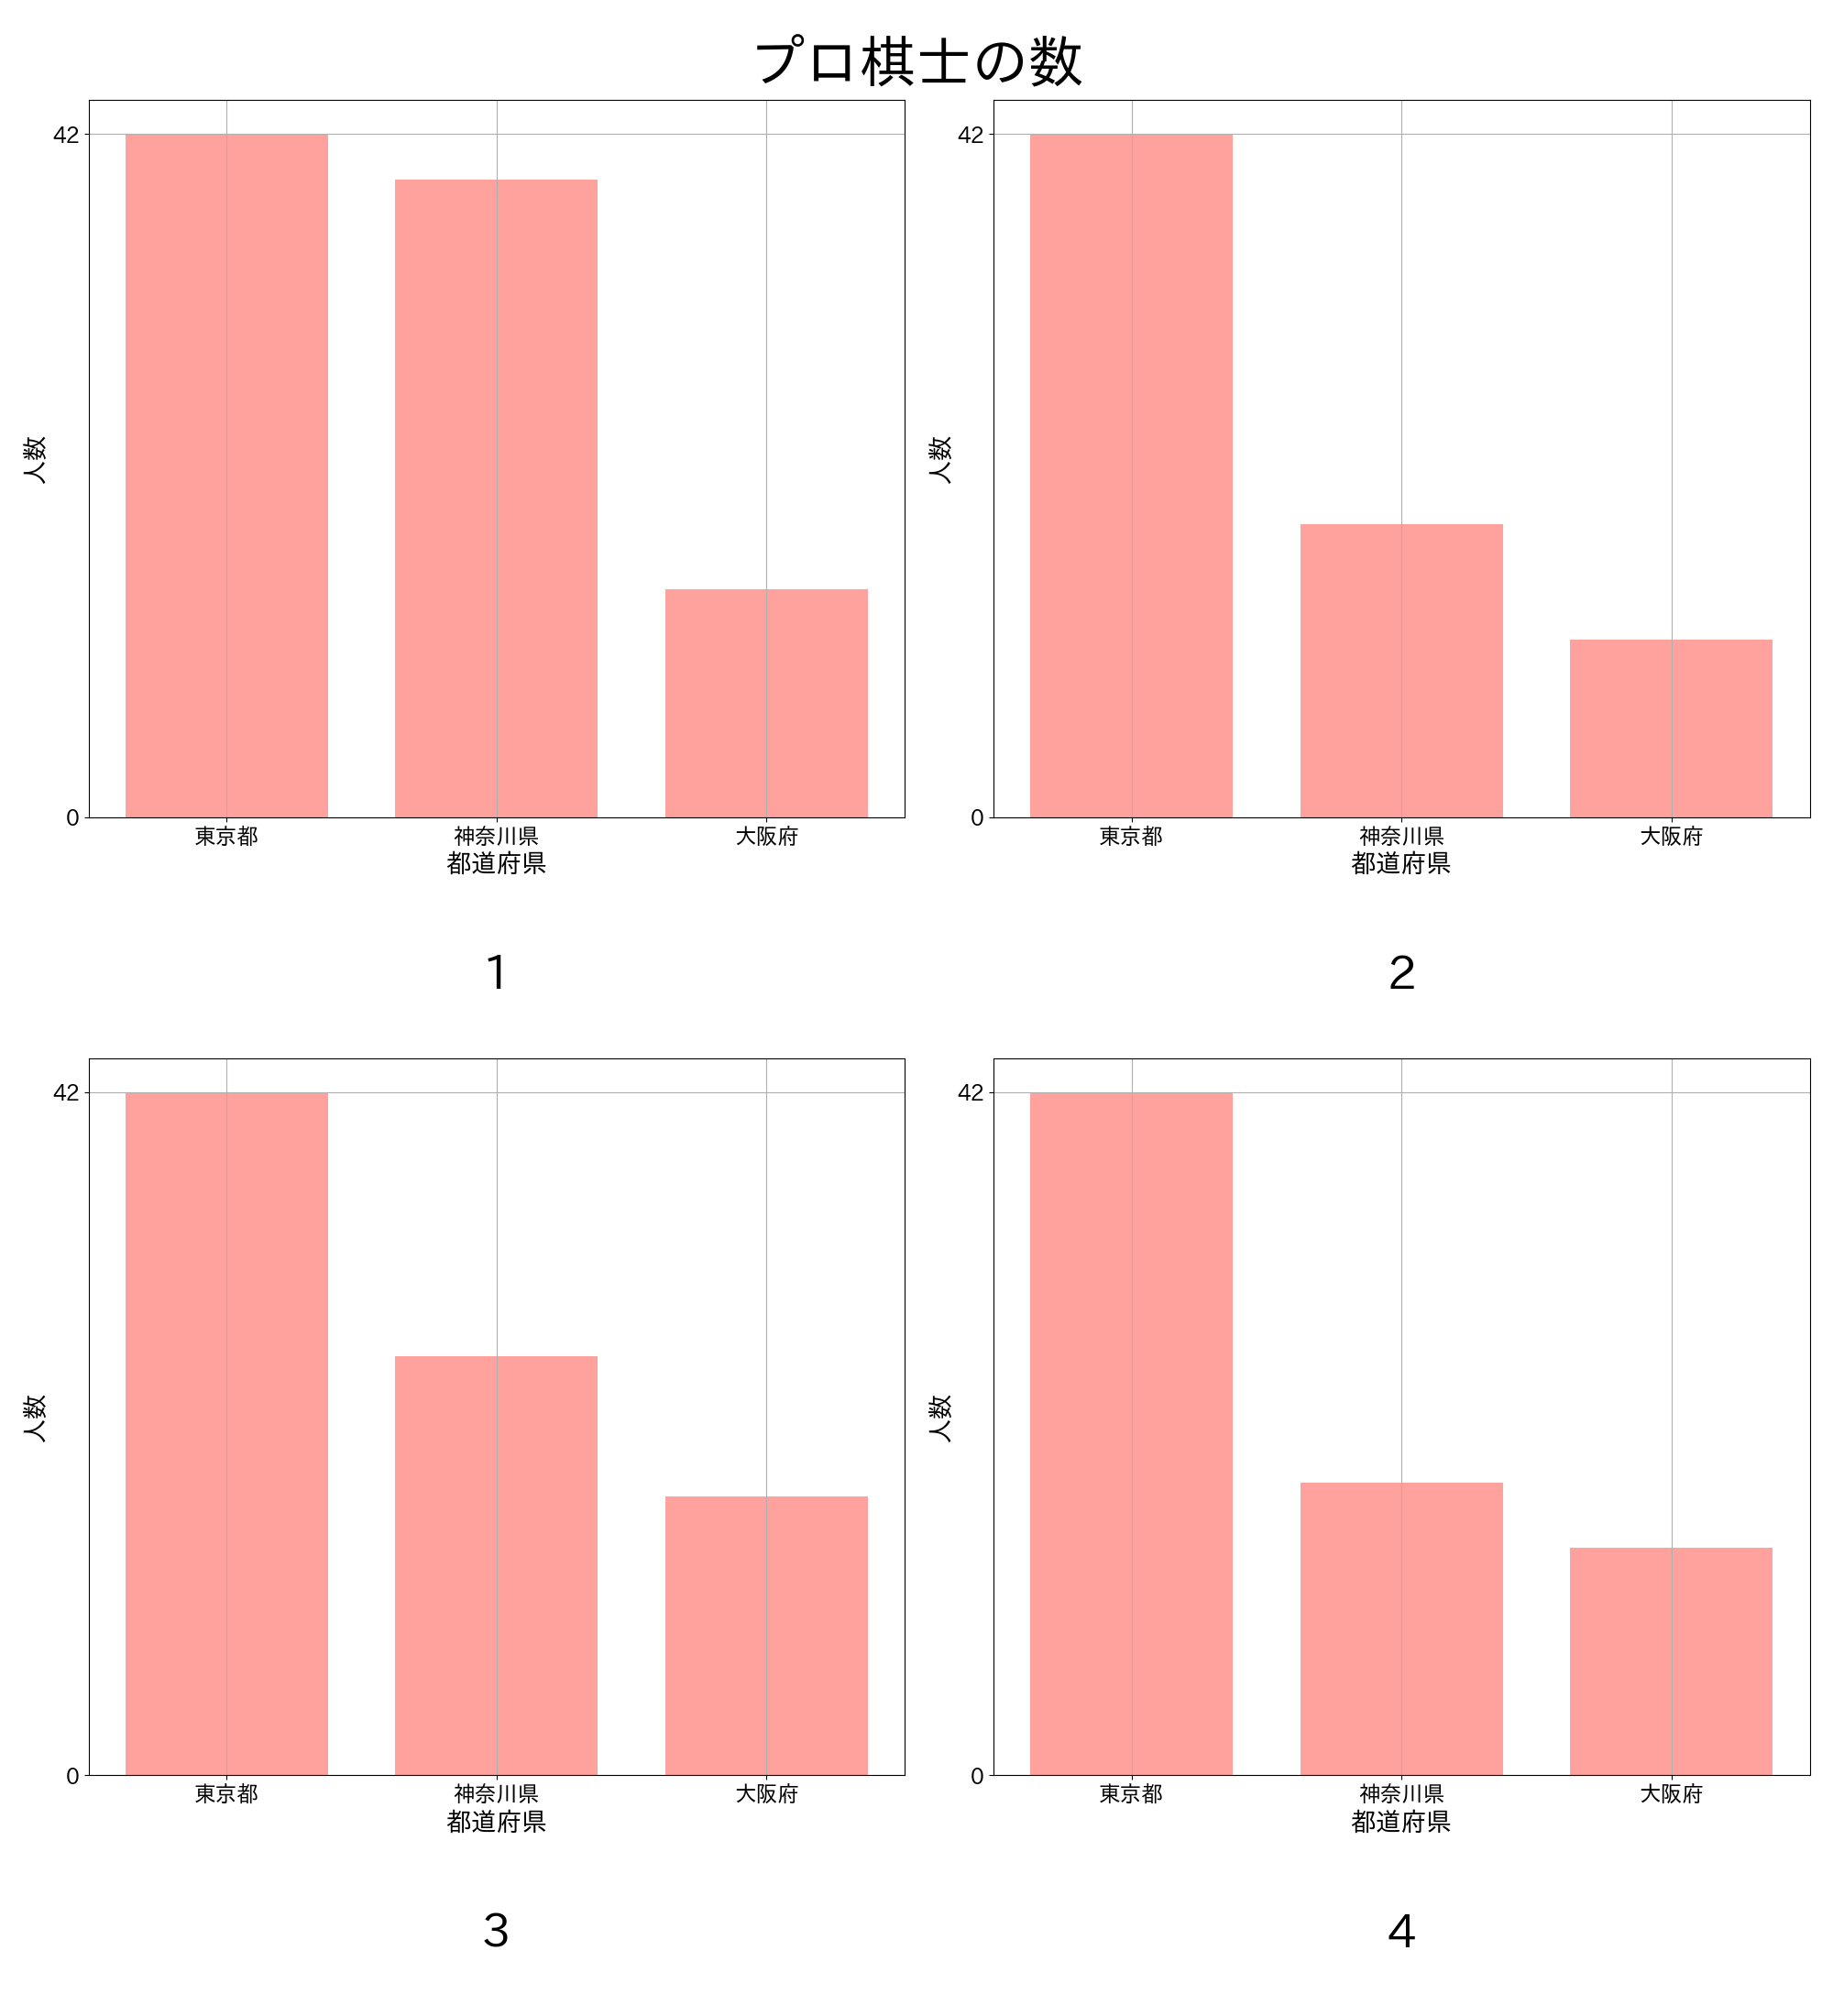 プロ棋士の数
42
0
人数
東京都 神奈川県 大阪府
都道府県
1
42
0
人数
東京都 神奈川県 大阪府
都道府県
2
42
0
人数
東京都 神奈川県 大阪府
都道府県
3
42
0
人数
東京都 神奈川県 大阪府
都道府県
4